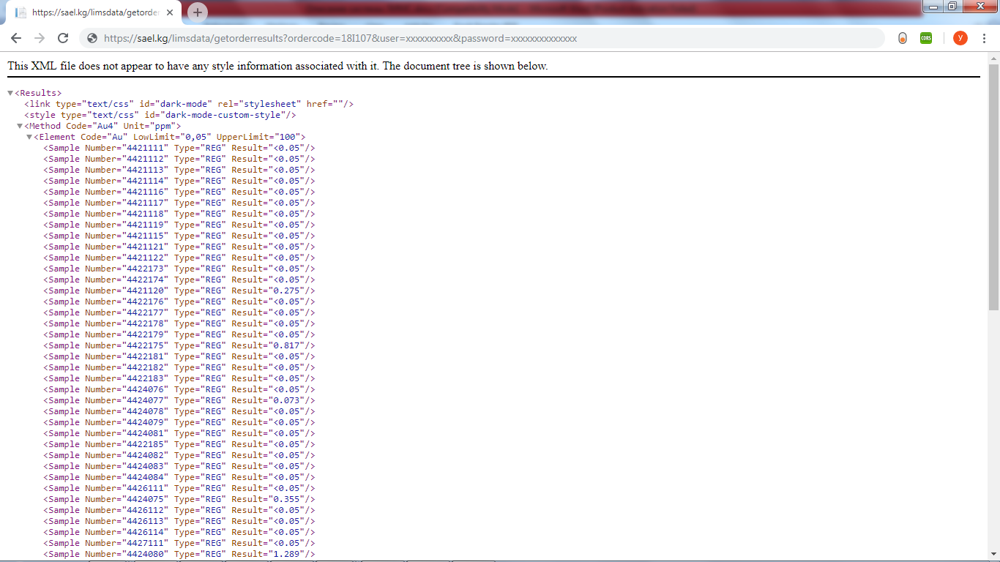 https://sael.kg/limsdata/getorder
https://sael.kg/limsdata/getorderresults?ordercode=18I107&user=xxxxxxxxxx&password=xxxxxxxxxxxxxx
CORS
y
This XML file does not appear to have any style information associated with it. The document tree is shown below.
<Results>
<link type="text/css" id="dark-mode" rel="stylesheet" href=""/>
<style type="text/css" id="dark-mode-custom-style"/>
<Method Code="Au4" Unit="ppm">
<Element Code="Au" LowLimit="0,05" UpperLimit="100">
<Sample Number="4421111" Type="REG" Result="<0.05"/>
<Sample Number="4421112" Type="REG" Result="<0.05"/>
<Sample Number="4421113" Type="REG" Result="<0.05"/>
<Sample Number="4421114" Type="REG" Result="<0.05"/>
<Sample Number="4421116" Type="REG" Result="<0.05"/>
<Sample Number="4421117" Type="REG" Result="<0.05"/>
<Sample Number="4421118" Type="REG" Result="<0.05"/>
<Sample Number="4421119" Type="REG" Result="<0.05"/>
<Sample Number="4421115" Type="REG" Result="<0.05"/>
<Sample Number="4421121" Type="REG" Result="<0.05"/>
<Sample Number="4421122" Type="REG" Result="<0.05"/>
<Sample Number="4422173" Type="REG" Result="<0.05"/>
<Sample Number="4422174" Type="REG" Result="<0.05"/>
<Sample Number="4421120" Type="REG" Result="0.275"/>
<Sample Number="4422176" Type="REG" Result="<0.05"/>
<Sample Number="4422177" Type="REG" Result="<0.05"/>
<Sample Number="4422178" Type="REG" Result="<0.05"/>
<Sample Number="4422179" Type="REG" Result="<0.05"/>
<Sample Number="4422175" Type="REG" Result="0.817"/>
<Sample Number="4422181" Type="REG" Result="<0.05"/>
<Sample Number="4422182" Type="REG" Result="<0.05"/>
<Sample Number="4422183" Type="REG" Result="<0.05"/>
<Sample Number="4424076" Type="REG" Result="<0.05"/>
<Sample Number="4424077" Type="REG" Result="0.073"/>
<Sample Number="4424078" Type="REG" Result="<0.05"/>
<Sample Number="4424079" Type="REG" Result="<0.05"/>
<Sample Number="4424081" Type="REG" Result="<0.05"/>
<Sample Number="4422185" Type="REG" Result="<0.05"/>
<Sample Number="4424082" Type="REG" Result="<0.05"/>
<Sample Number="4424083" Type="REG" Result="<0.05"/>
<Sample Number="4424084" Type="REG" Result="<0.05"/>
<Sample Number="4426111" Type="REG" Result="<0.05"/>
<Sample Number="4424075" Type="REG" Result="0.355"/>
<Sample Number="4426112" Type="REG" Result="<0.05"/>
<Sample Number="4426113" Type="REG" Result="<0.05"/>
<Sample Number="4426114" Type="REG" Result="<0.05"/>
<Sample Number="4427111" Type="REG" Result="<0.05"/>
<Sample Number="4424080" Type="REG" Result="1.289"/>